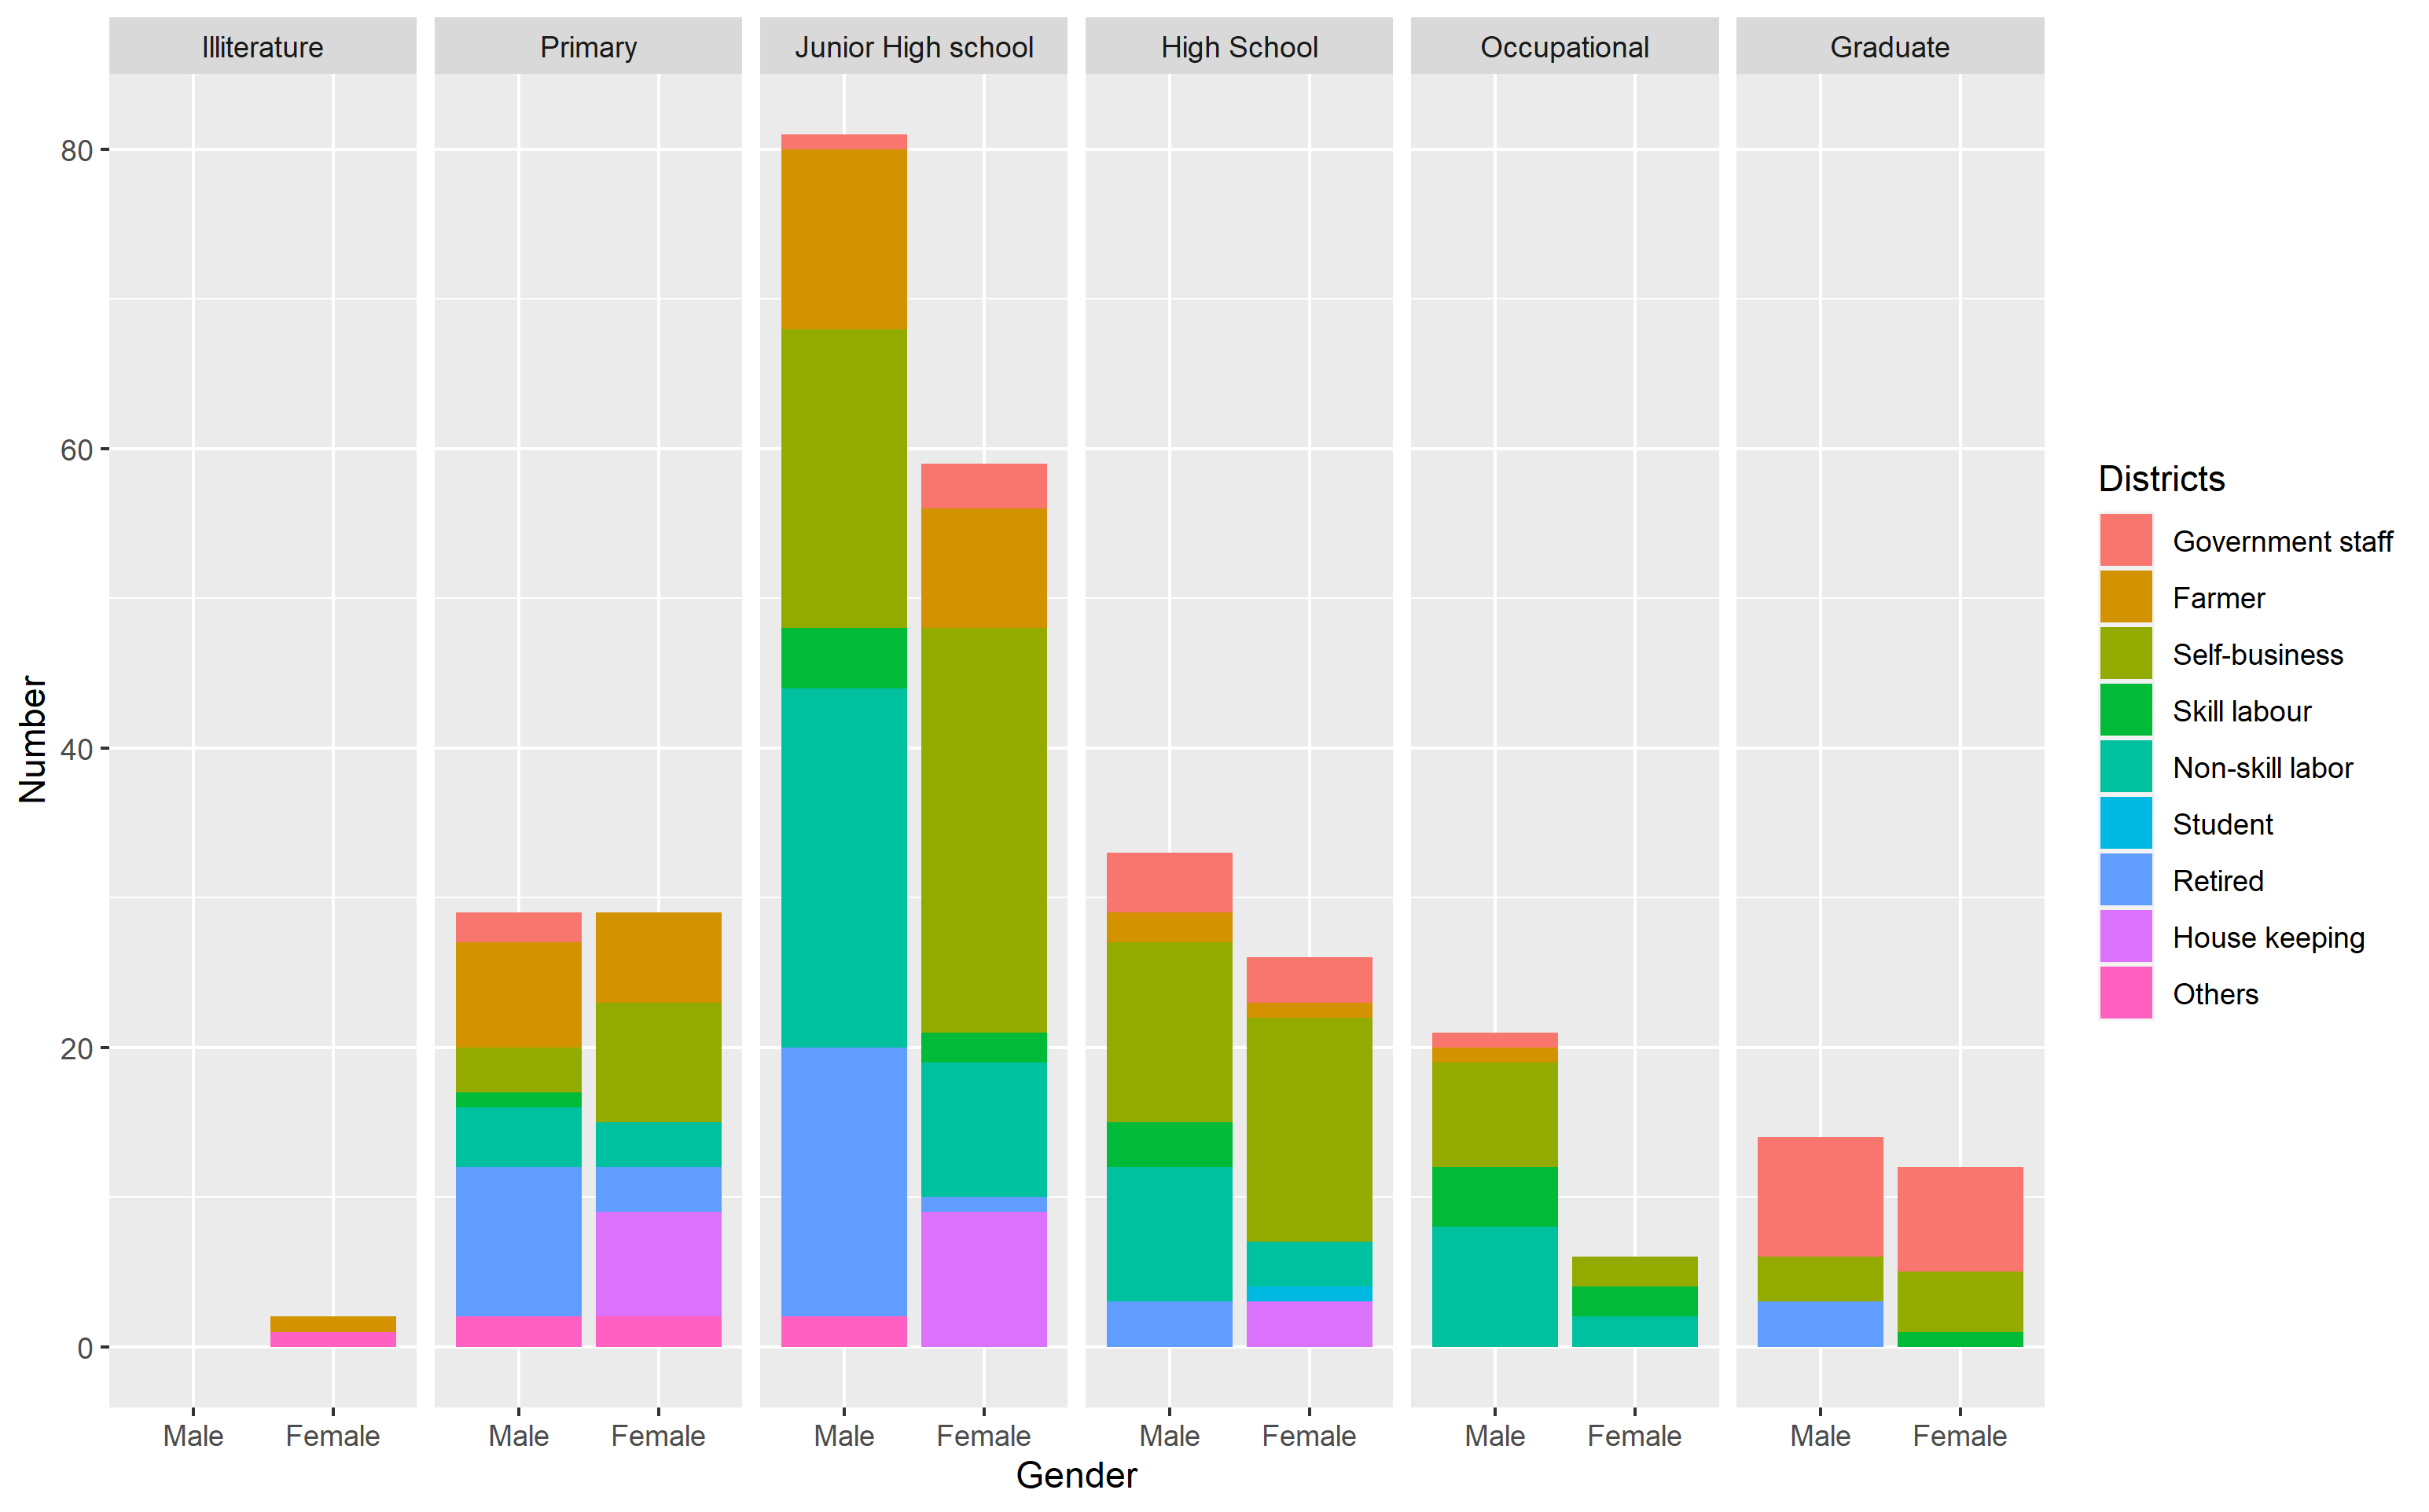 Illiterature Primary Junior High school High School Occupational Graduate
80
60
40
20
0
Number
Male Female Male Female Male Female Male Female Male Female Male Female
Gender
Districts
Government staff
Farmer
Self-business
Skill labour
Non-skill labor
Student
Retired
House keeping
Others